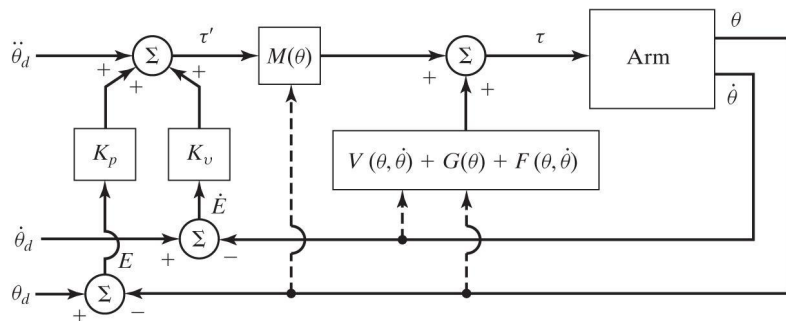 θ̈_d + Σ τ′ M(θ) + Σ τ Arm θ
+ + + θ̇
K_p K_υ V (θ, θ̇) + G(θ) + F (θ, θ̇)
Ė
θ̇_d + Σ −
E
θ_d + Σ −